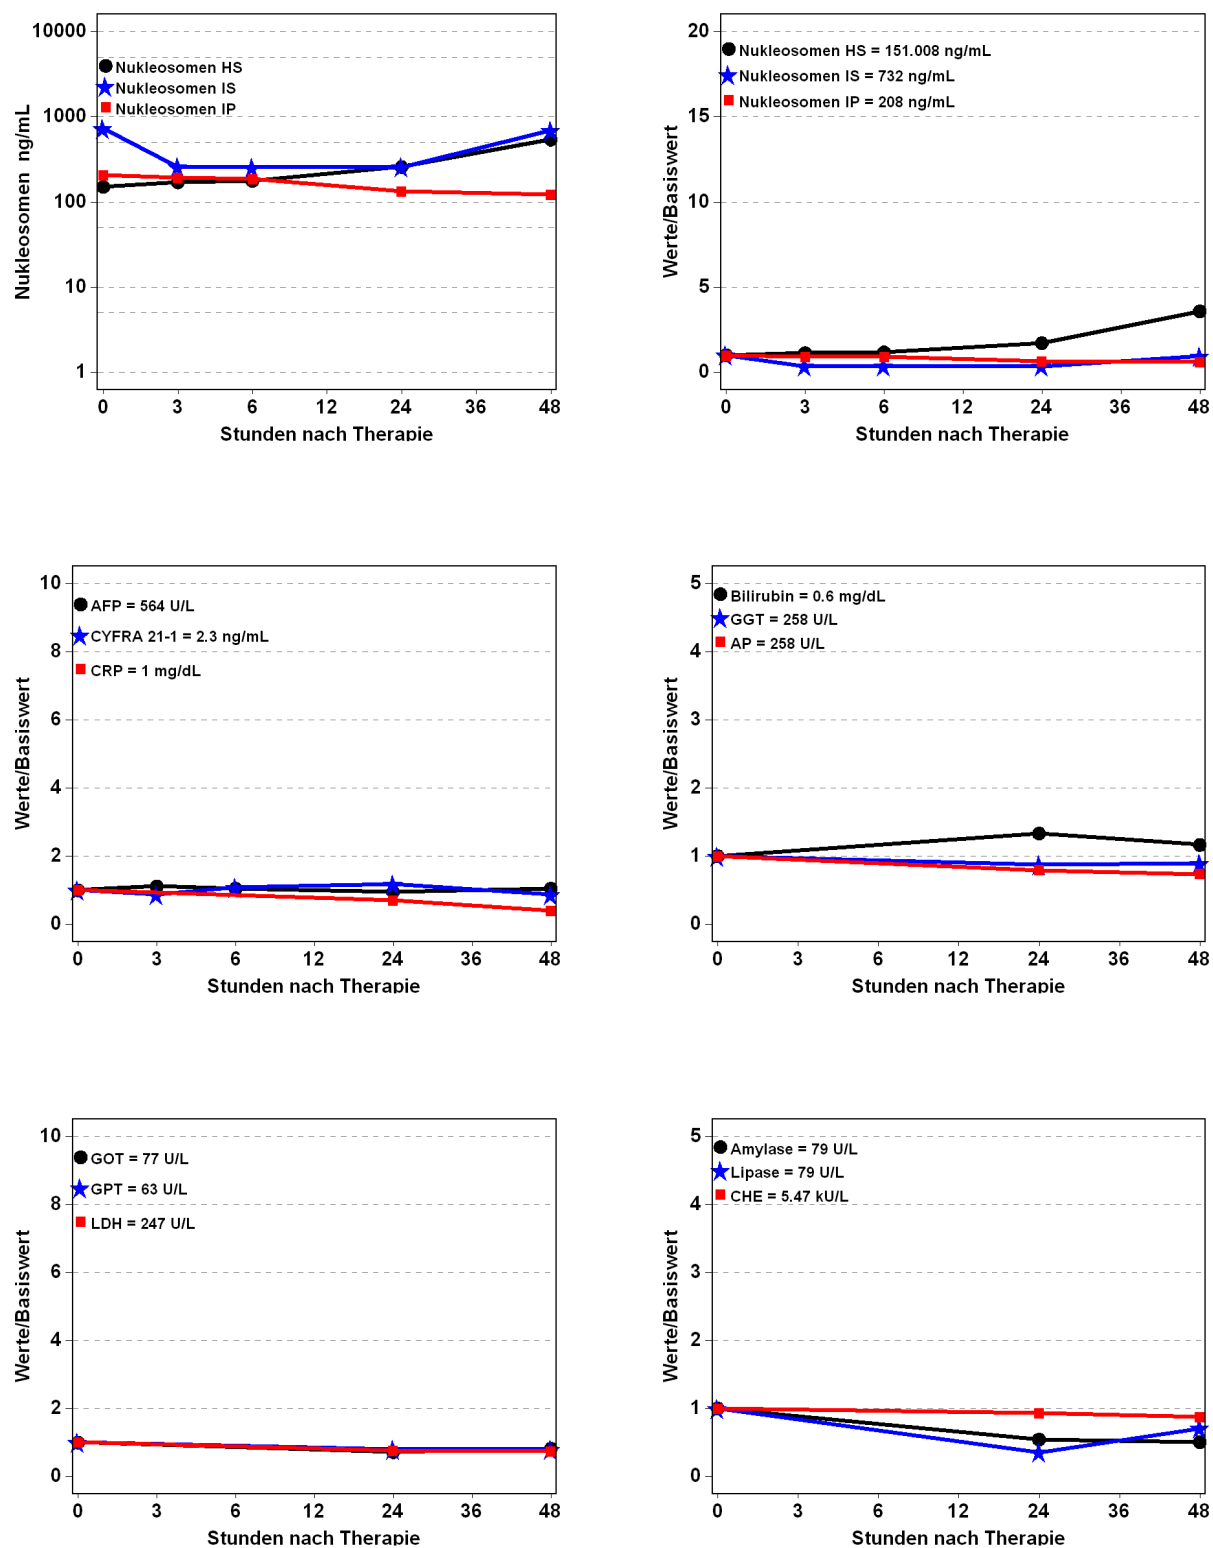 10000
1000
100
10
1
Nukleosomen ng/mL
Nukleosomen HS
Nukleosomen IS
Nukleosomen IP
0 3 6 12 24 36 48
Stunden nach Therapie
20
15
10
5
0
Werte/Basiswert
Nukleosomen HS = 151.008 ng/mL
Nukleosomen IS = 732 ng/mL
Nukleosomen IP = 208 ng/mL
0 3 6 12 24 36 48
Stunden nach Therapie
10
8
6
4
2
0
Werte/Basiswert
AFP = 564 U/L
CYFRA 21-1 = 2.3 ng/mL
CRP = 1 mg/dL
0 3 6 12 24 36 48
Stunden nach Therapie
5
4
3
2
1
0
Werte/Basiswert
Bilirubin = 0.6 mg/dL
GGT = 258 U/L
AP = 258 U/L
0 3 6 12 24 36 48
Stunden nach Therapie
10
8
6
4
2
0
Werte/Basiswert
GOT = 77 U/L
GPT = 63 U/L
LDH = 247 U/L
0 3 6 12 24 36 48
Stunden nach Therapie
5
4
3
2
1
0
Werte/Basiswert
Amylase = 79 U/L
Lipase = 79 U/L
CHE = 5.47 kU/L
0 3 6 12 24 36 48
Stunden nach Therapie